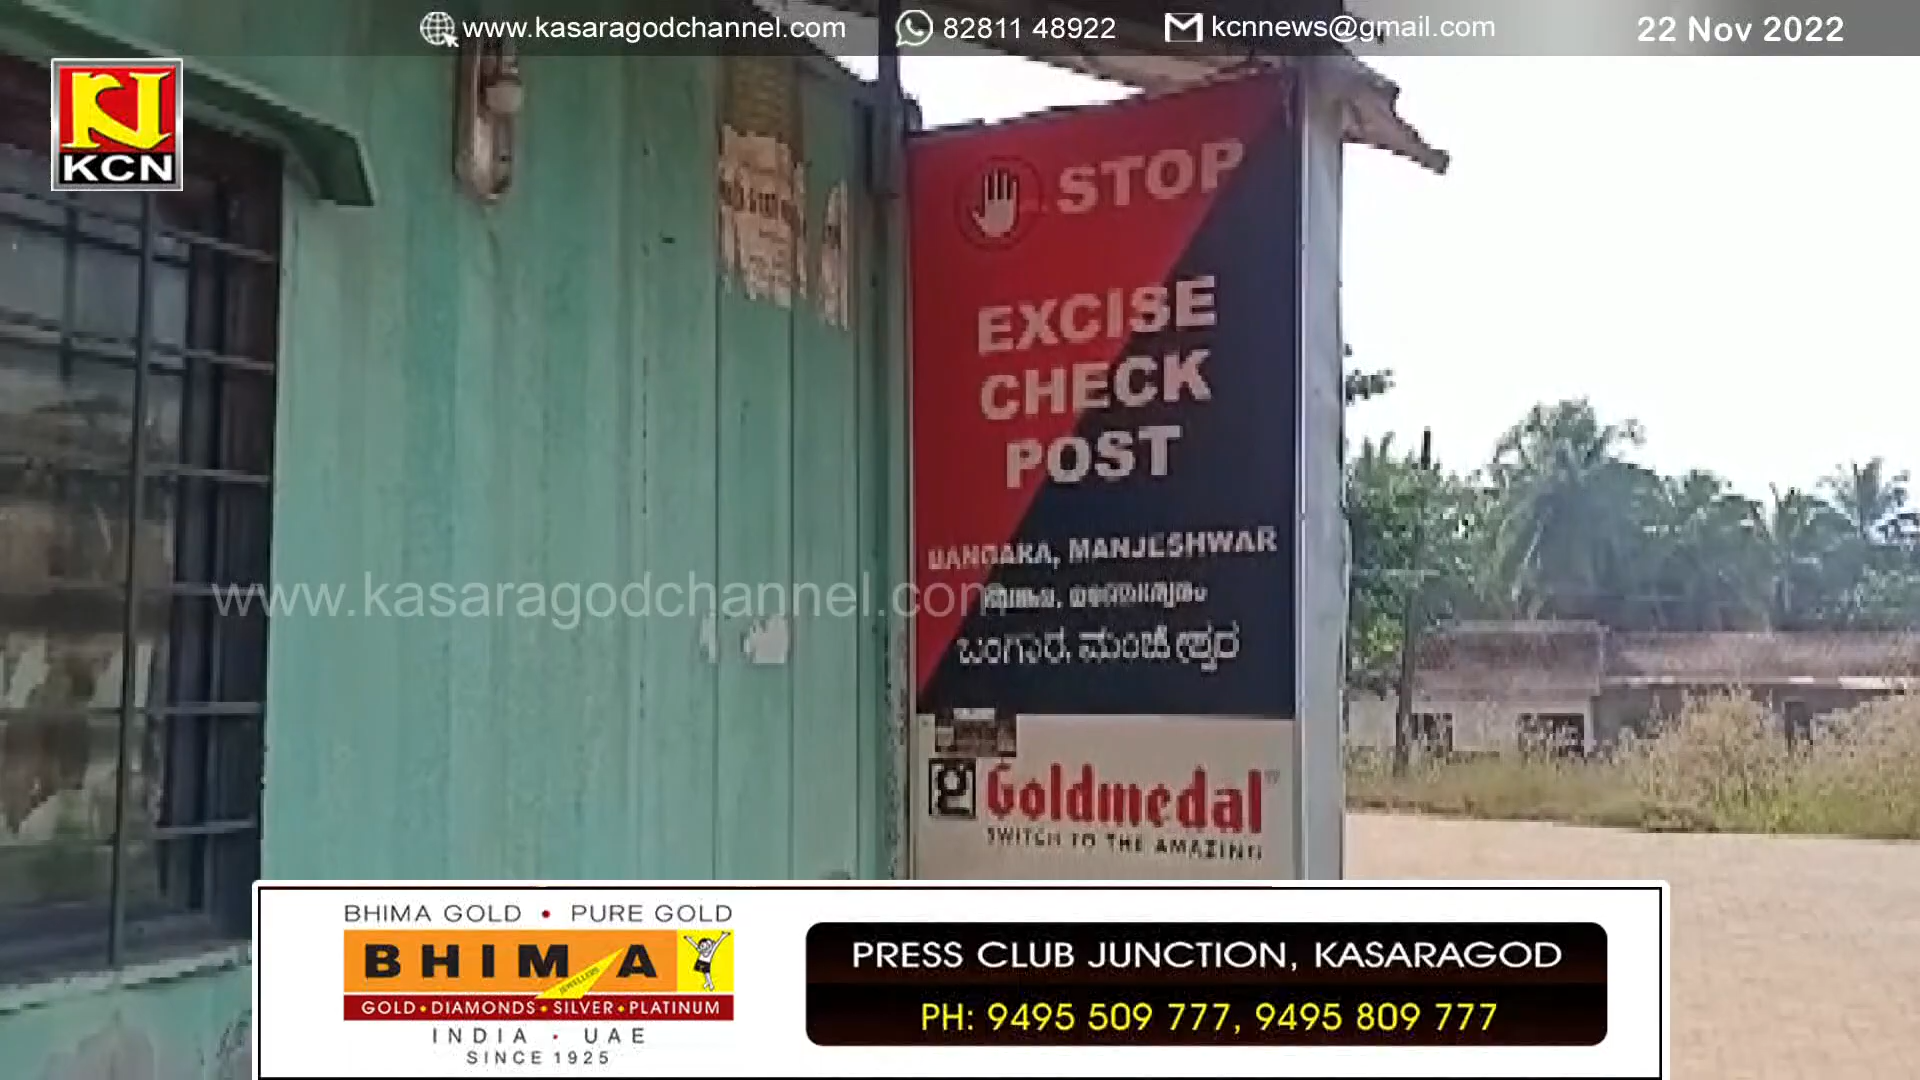 www.kasaragodchannel.com
82811 48922
kcnnews@gmail.com
22 Nov 2022
KCN
STOP
EXCISE
CHECK
POST
MANJESHWAR
ಬಂಗಾರ, ಮಂಜೇಶ್ವರ
www.kasaragodchannel.com
g Goldmedal
SWITCH TO THE AMAZING
BHIMA GOLD • PURE GOLD
BHIMA
JEWELLERS
GOLD • DIAMONDS • SILVER • PLATINUM
INDIA • UAE
SINCE 1925
PRESS CLUB JUNCTION, KASARAGOD
PH: 9495 509 777, 9495 809 777